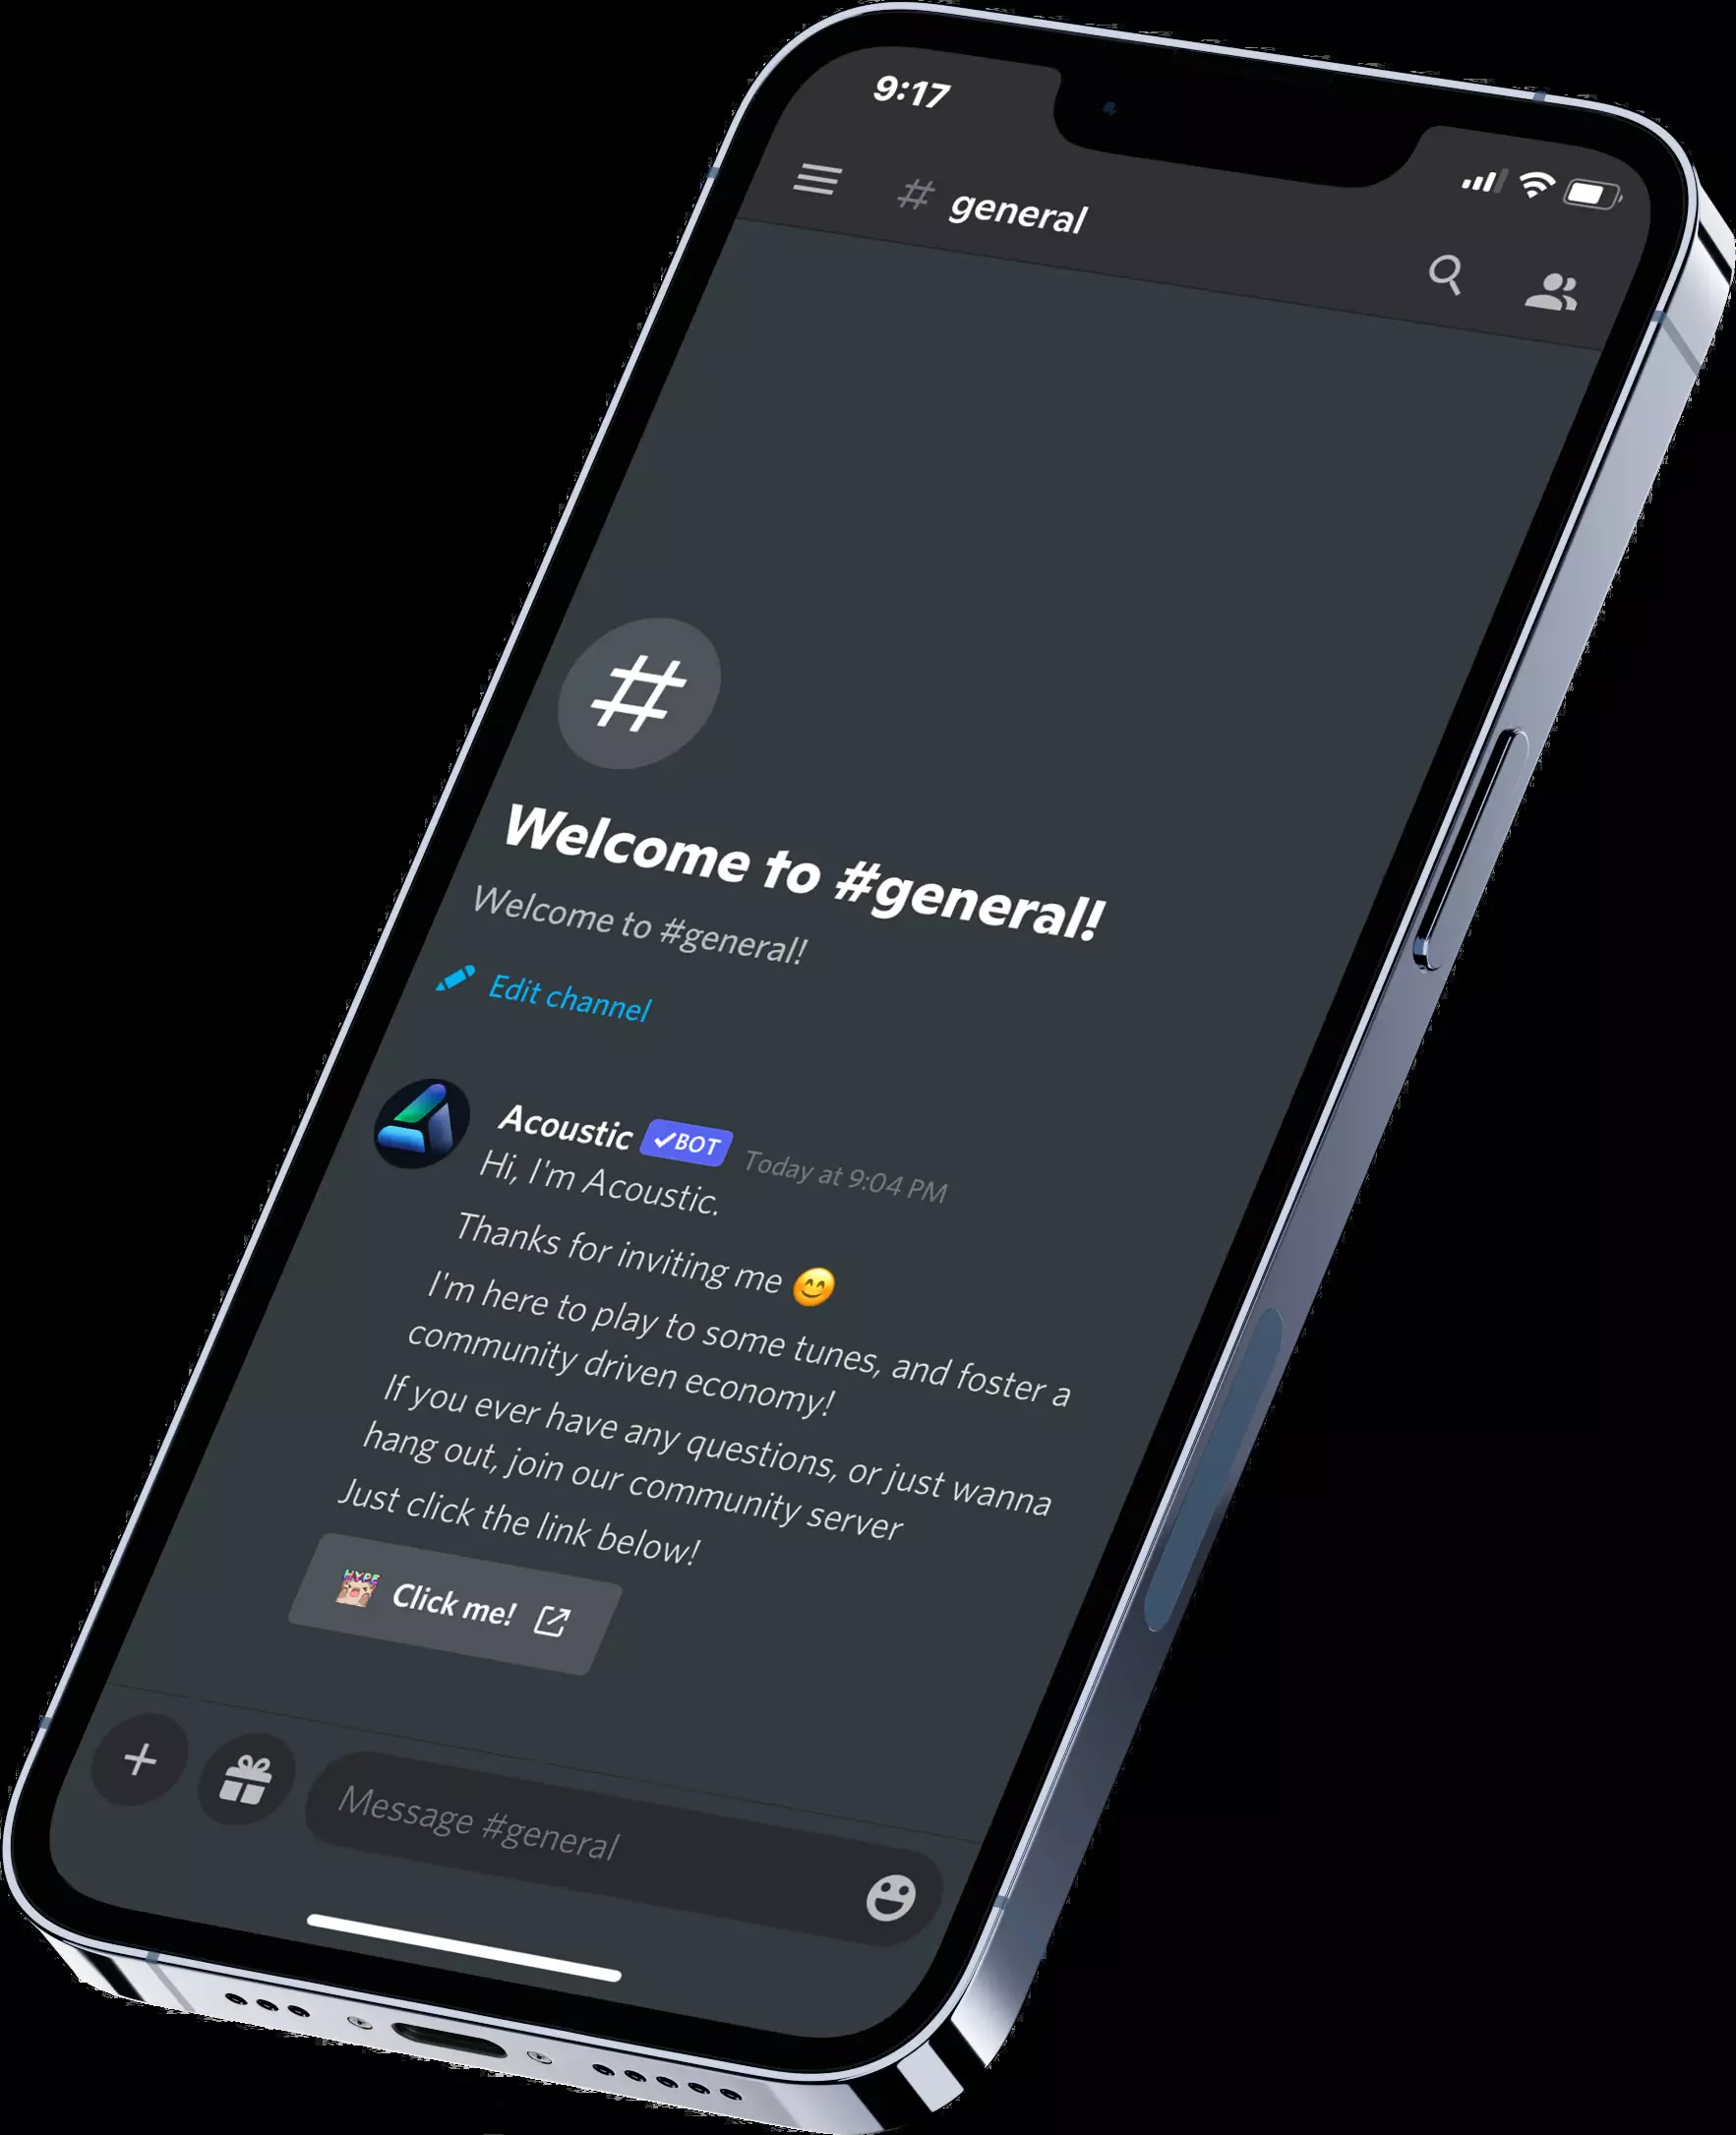 9:17
# general
#
Welcome to #general!
Welcome to #general!
Edit channel
Acoustic ✓BOT Today at 9:04 PM
Hi, I'm Acoustic.
Thanks for inviting me 😊
I'm here to play to some tunes, and foster a
community driven economy!
If you ever have any questions, or just wanna
hang out, join our community server
Just click the link below!
HYPE Click me!
Message #general